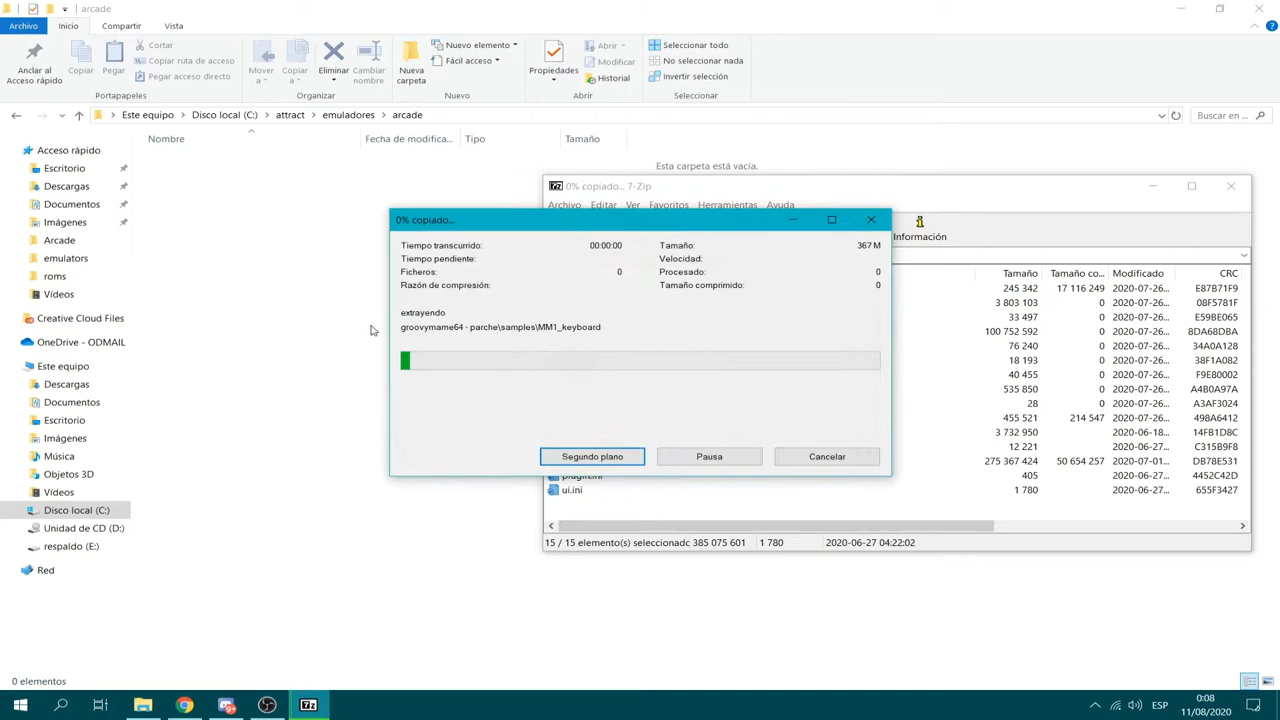 arcade
Archivo
Inicio
Compartir
Vista
Anclar al
Acceso rápido
Copiar
Pegar
Cortar
Copiar ruta de acceso
Pegar acceso directo
Portapapeles
Mover
a
Copiar
a
Eliminar
Cambiar
nombre
Organizar
Nueva
carpeta
Nuevo elemento
Fácil acceso
Nuevo
Propiedades
Abrir
Modificar
Historial
Abrir
Seleccionar todo
No seleccionar nada
Invertir selección
Seleccionar
Este equipo > Disco local (C:) > attract > emuladores > arcade
Buscar en ...
Nombre
Fecha de modifica...
Tipo
Tamaño
Esta carpeta está vacía.
Acceso rápido
Escritorio
Descargas
Documentos
Imágenes
Arcade
emulators
roms
Vídeos
Creative Cloud Files
OneDrive - ODMAIL
Este equipo
Descargas
Documentos
Escritorio
Imágenes
Música
Objetos 3D
Vídeos
Disco local (C:)
Unidad de CD (D:)
respaldo (E:)
Red
0% copiado... 7-Zip
Archivo Editar Ver Favoritos Herramientas Ayuda
Información
Tamaño Tamaño co... Modificado CRC
245 342 17 116 249 2020-07-26... E87B71F9
3 803 103 0 2020-07-26... 08F5781F
33 497 0 2020-07-26... E59BE065
100 752 592 0 2020-07-26... 8DA68DBA
76 240 0 2020-07-26... 34A0A128
18 193 0 2020-07-26... 38F1A082
40 455 0 2020-07-26... F9E80002
535 850 0 2020-07-26... A4B0A97A
28 0 2020-07-26... A3AF3024
455 521 214 547 2020-07-26... 498A6412
3 732 950 2020-06-18... 14FB1D8C
12 221 2020-06-27... C315B9F8
275 367 424 50 654 257 2020-07-01... DB78E531
plugin.ini 405 2020-06-27... 4452C42D
ui.ini 1 780 2020-06-27... 655F3427
15 / 15 elemento(s) seleccionadc 385 075 601 1 780 2020-06-27 04:22:02
0% copiado...
Tiempo transcurrido: 00:00:00 Tamaño: 367 M
Tiempo pendiente: Velocidad:
Ficheros: 0 Procesado: 0
Razón de compresión: Tamaño comprimido: 0
extrayendo
groovymame64 - parche\samples\MM1_keyboard
Segundo plano
Pausa
Cancelar
0 elementos
7z
ESP
0:08
11/08/2020